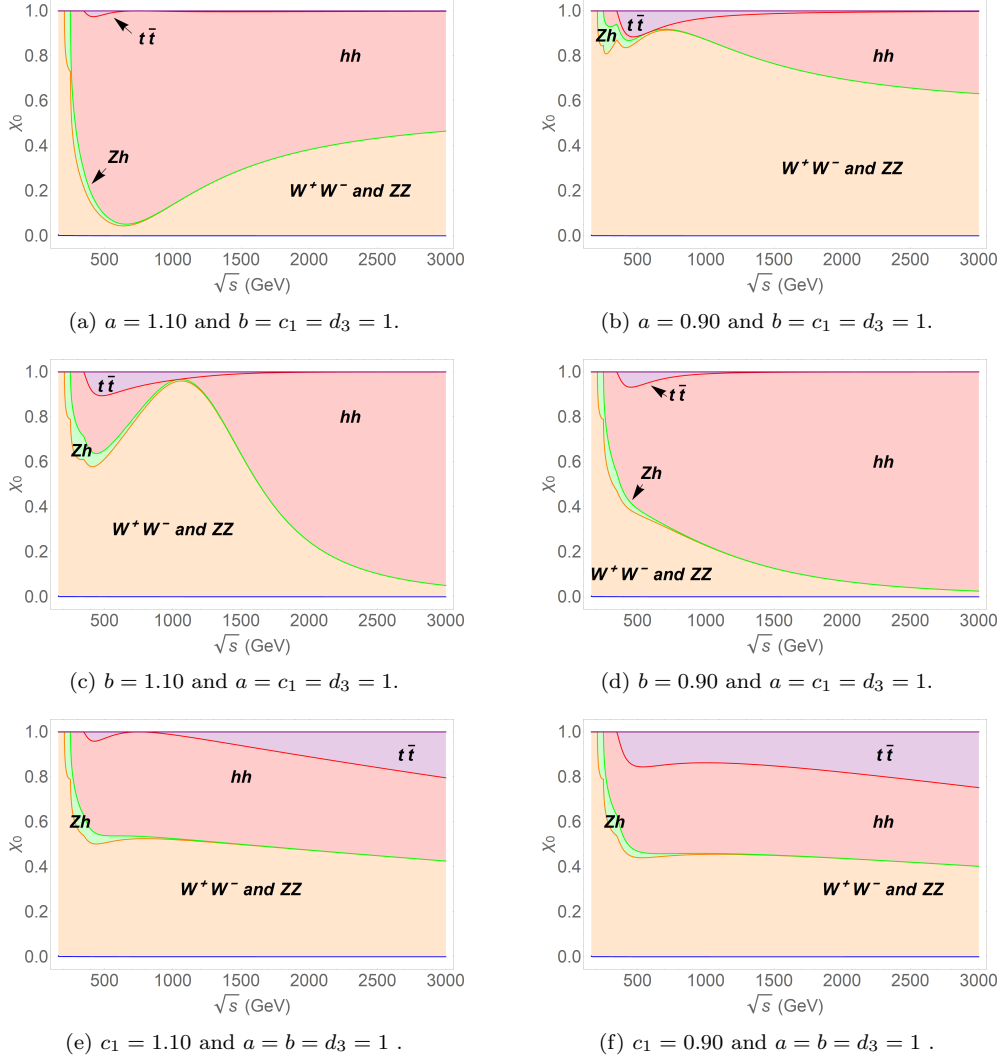 1.0
0.8
0.6
0.4
0.2
0.0
χ₀
t t̄
hh
Zh
W⁺W⁻ and ZZ
500 1000 1500 2000 2500 3000
√s (GeV)
(a) a = 1.10 and b = c₁ = d₃ = 1.
1.0
0.8
0.6
0.4
0.2
0.0
χ₀
t t̄
Zh
hh
W⁺W⁻ and ZZ
500 1000 1500 2000 2500 3000
√s (GeV)
(b) a = 0.90 and b = c₁ = d₃ = 1.
1.0
0.8
0.6
0.4
0.2
0.0
χ₀
t t̄
hh
Zh
W⁺W⁻ and ZZ
500 1000 1500 2000 2500 3000
√s (GeV)
(c) b = 1.10 and a = c₁ = d₃ = 1.
1.0
0.8
0.6
0.4
0.2
0.0
χ₀
t t̄
hh
Zh
W⁺W⁻ and ZZ
500 1000 1500 2000 2500 3000
√s (GeV)
(d) b = 0.90 and a = c₁ = d₃ = 1.
1.0
0.8
0.6
0.4
0.2
0.0
χ₀
t t̄
hh
Zh
W⁺W⁻ and ZZ
500 1000 1500 2000 2500 3000
√s (GeV)
(e) c₁ = 1.10 and a = b = d₃ = 1 .
1.0
0.8
0.6
0.4
0.2
0.0
χ₀
t t̄
Zh
hh
W⁺W⁻ and ZZ
500 1000 1500 2000 2500 3000
√s (GeV)
(f) c₁ = 0.90 and a = b = d₃ = 1 .